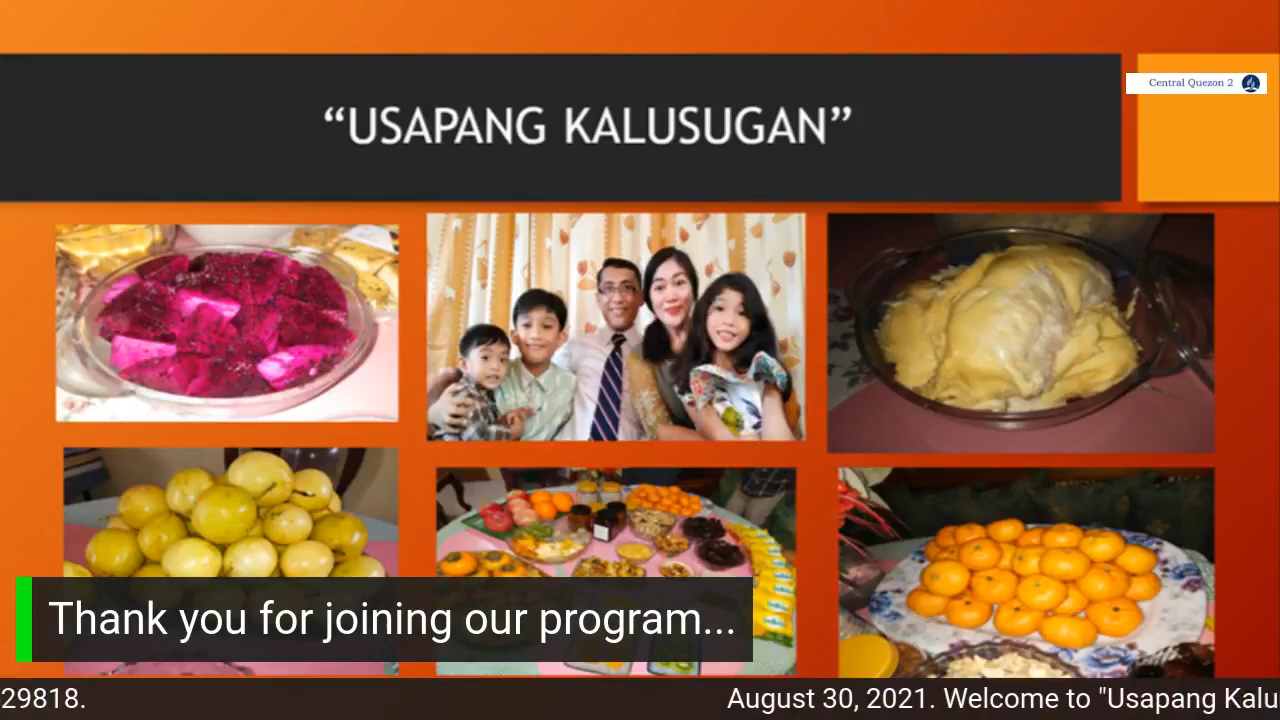 “USAPANG KALUSUGAN”
Central Quezon 2
Thank you for joining our program...
29818. August 30, 2021. Welcome to "Usapang Kalu